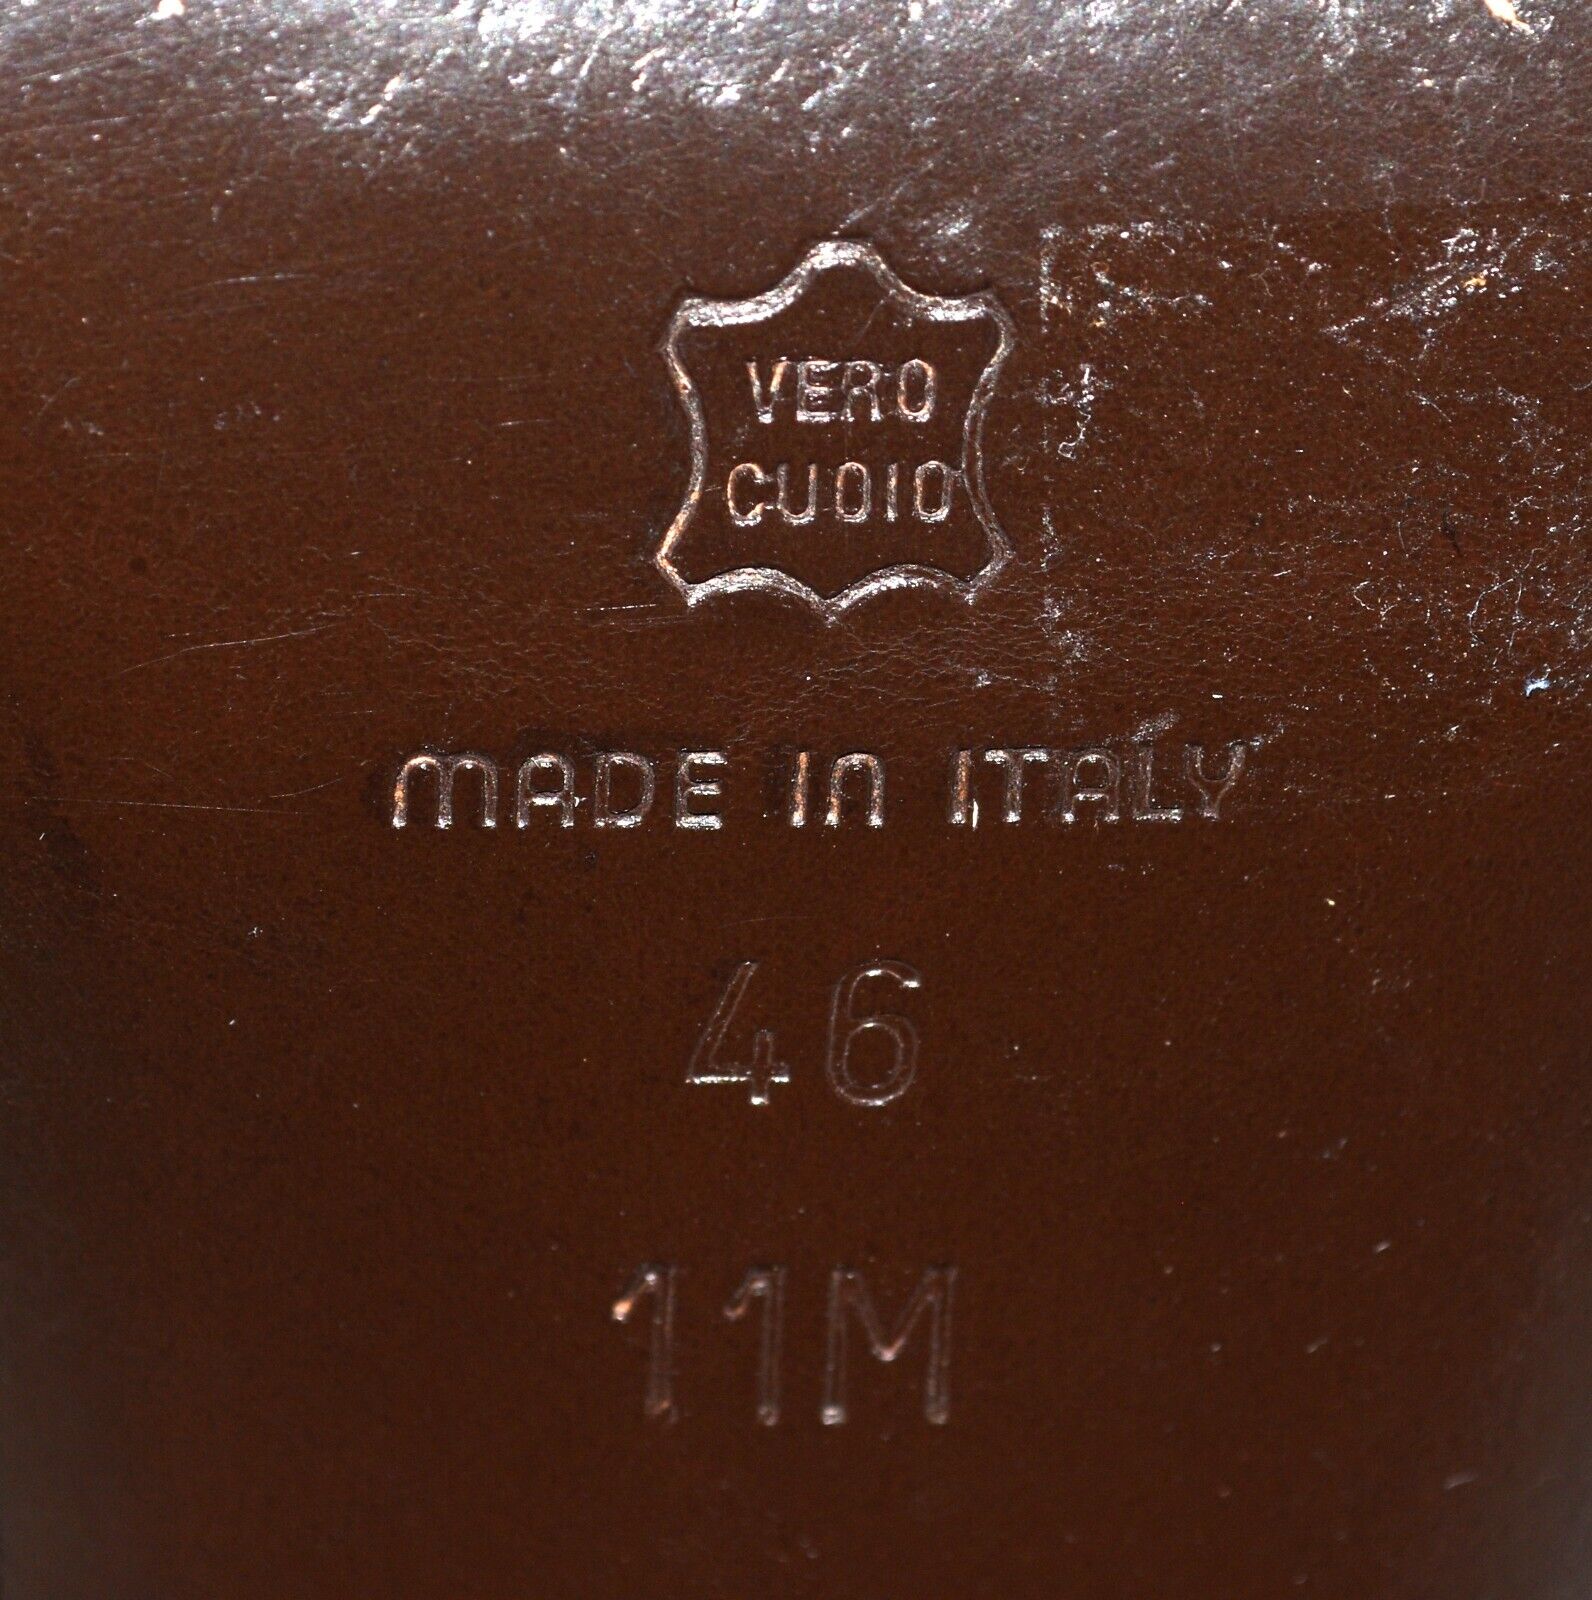 VERO
CUOIO
MADE IN ITALY
46
11M